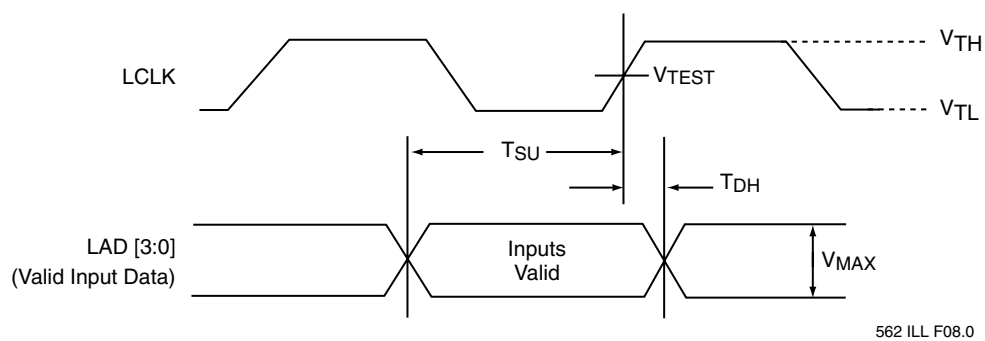 VTH
LCLK
VTEST
VTL
TSU
TDH
LAD [3:0]
(Valid Input Data)
Inputs
Valid
VMAX
562 ILL F08.0